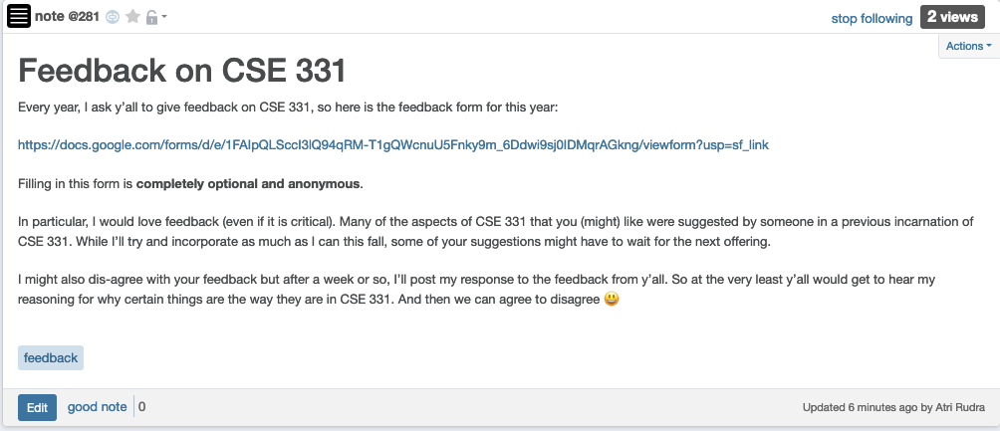 note @281
stop following 2 views
Actions
Feedback on CSE 331
Every year, I ask y'all to give feedback on CSE 331, so here is the feedback form for this year:
https://docs.google.com/forms/d/e/1FAIpQLSccI3lQ94qRM-T1gQWcnuU5Fnky9m_6Ddwi9sj0lDMqrAGkng/viewform?usp=sf_link
Filling in this form is completely optional and anonymous.
In particular, I would love feedback (even if it is critical). Many of the aspects of CSE 331 that you (might) like were suggested by someone in a previous incarnation of
CSE 331. While I'll try and incorporate as much as I can this fall, some of your suggestions might have to wait for the next offering.
I might also dis-agree with your feedback but after a week or so, I'll post my response to the feedback from y'all. So at the very least y'all would get to hear my
reasoning for why certain things are the way they are in CSE 331. And then we can agree to disagree 😃
feedback
Edit good note 0
Updated 6 minutes ago by Atri Rudra